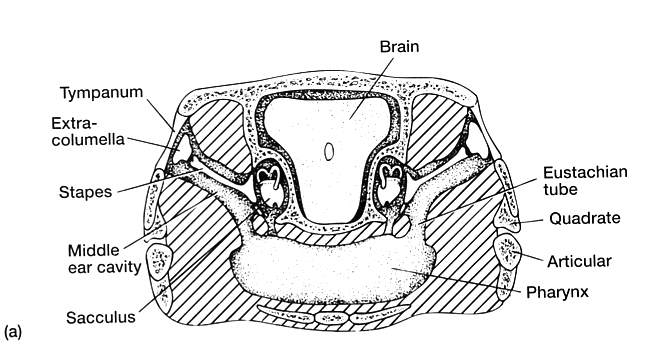 Brain
Tympanum
Extra-
columella
Stapes
Middle
ear cavity
Sacculus
Eustachian
tube
Quadrate
Articular
Pharynx
(a)